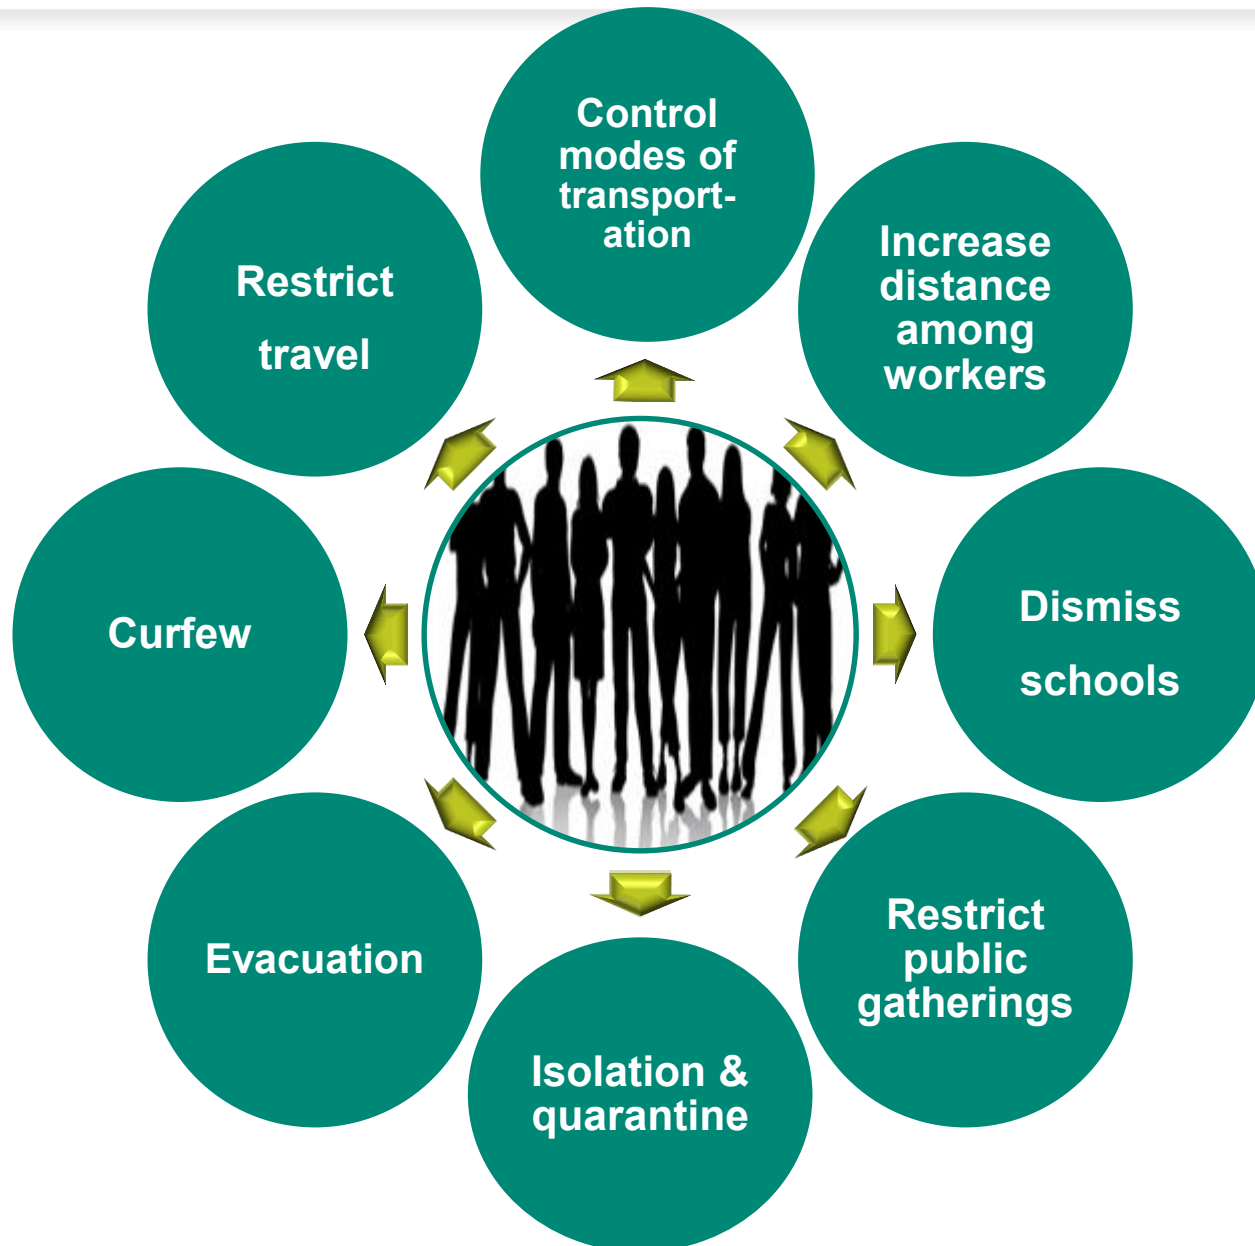 Control
modes of
transport-
ation
Increase
distance
among
workers
Dismiss
schools
Restrict
public
gatherings
Isolation &
quarantine
Evacuation
Curfew
Restrict
travel